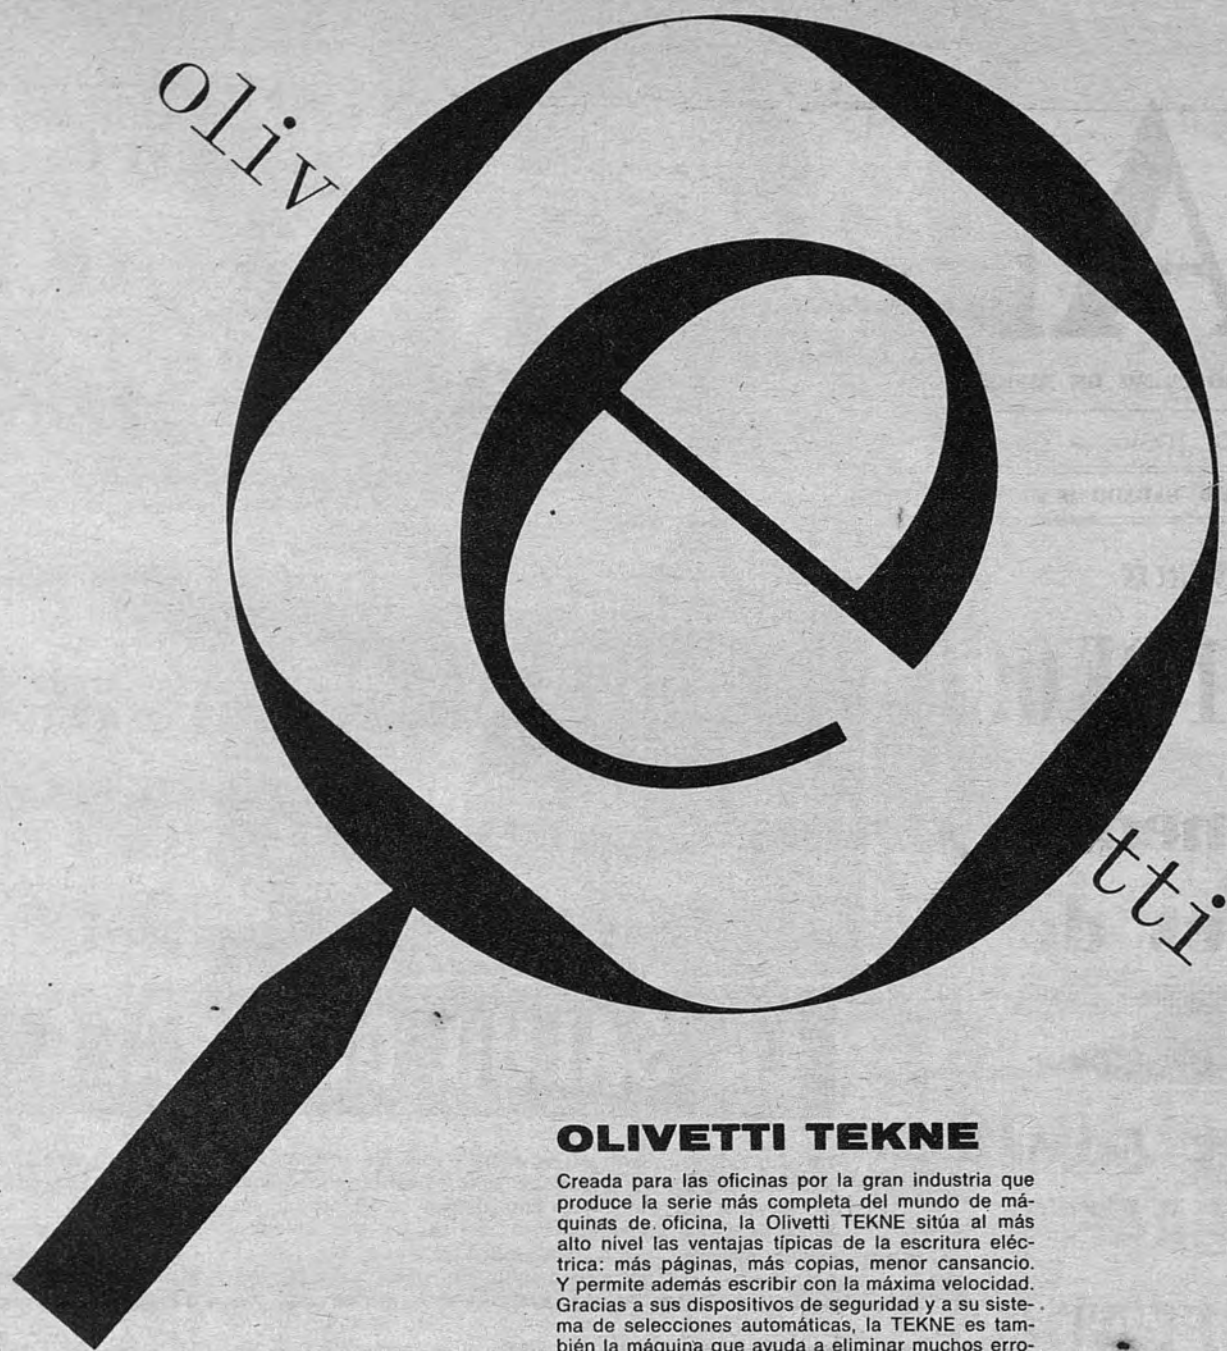 oliv
e
tti
OLIVETTI TEKNE
Creada para las oficinas por la gran industria que
produce la serie más completa del mundo de má-
quinas de oficina, la Olivetti TEKNE sitúa al más
alto nivel las ventajas típicas de la escritura eléc-
trica: más páginas, más copias, menor cansancio.
Y permite además escribir con la máxima velocidad.
Gracias a sus dispositivos de seguridad y a su siste-
ma de selecciones automáticas, la TEKNE es tam-
bién la máquina que ayuda a eliminar muchos erro-